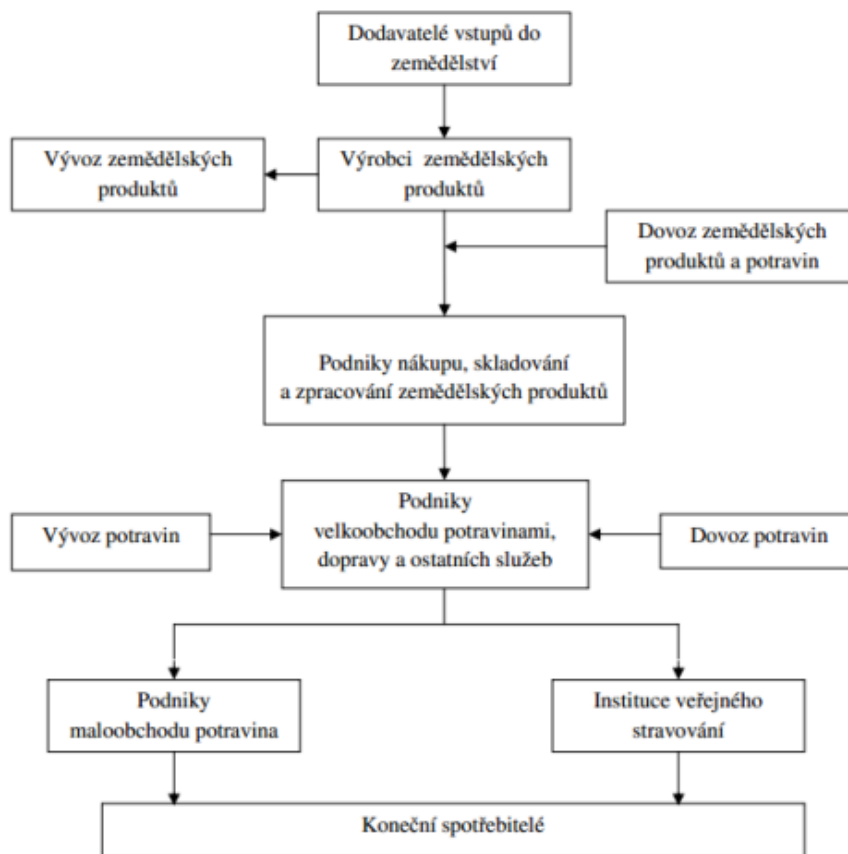 Dodavatelé vstupů do
zemědělství
Vývoz zemědělských
produktů
Výrobci zemědělských
produktů
Dovoz zemědělských
produktů a potravin
Podniky nákupu, skladování
a zpracování zemědělských produktů
Vývoz potravin
Podniky
velkoobchodu potravinami,
dopravy a ostatních služeb
Dovoz potravin
Podniky
maloobchodu potravina
Instituce veřejného
stravování
Koneční spotřebitelé